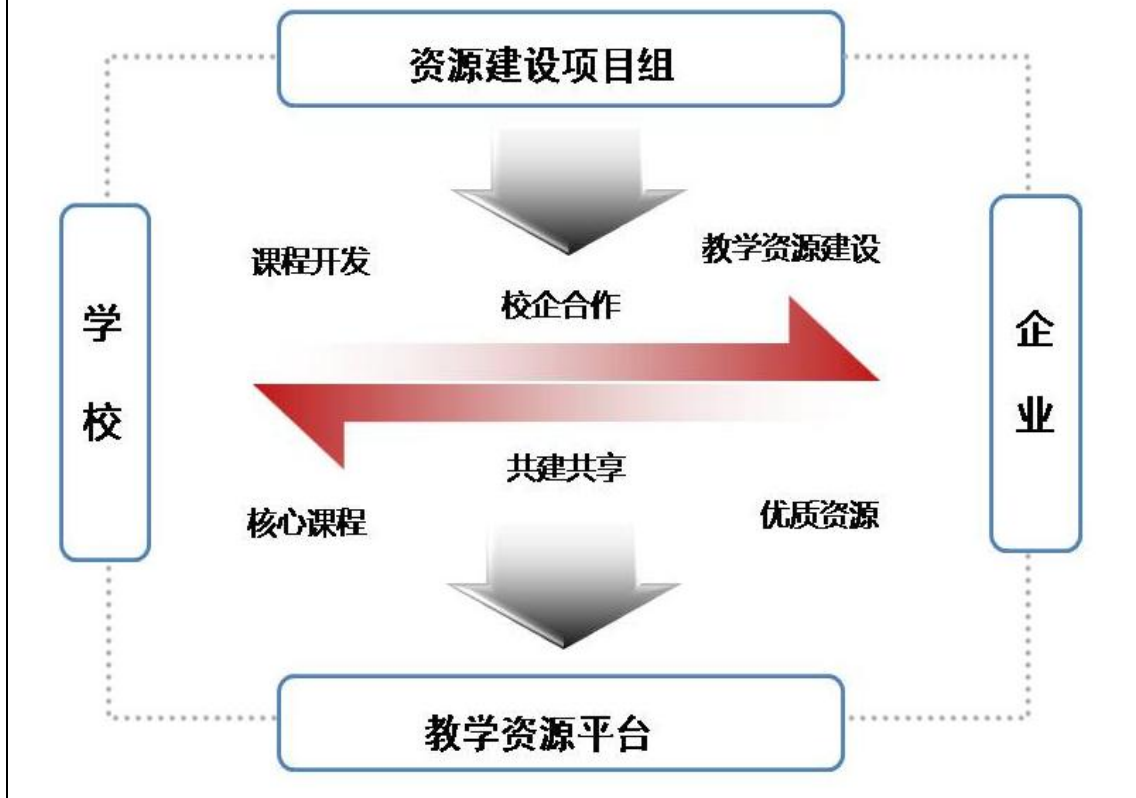 资源建设项目组
课程开发
教学资源建设
校企合作
学校
企业
共建共享
核心课程
优质资源
教学资源平台